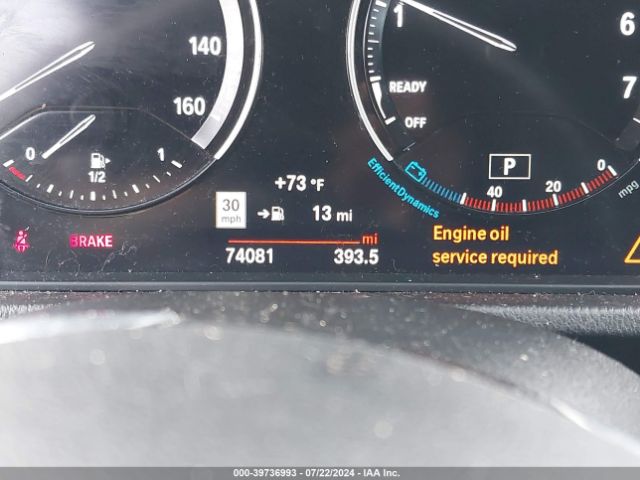 140
160
0
1/2
1
1
6
7
READY
OFF
P
40
20
0
mpg
EfficientDynamics
+73 °F
30
mph
13 mi
mi
74081
393.5
BRAKE
Engine oil
service required
000-39736993 / 07/22/2024 - IAA Inc.